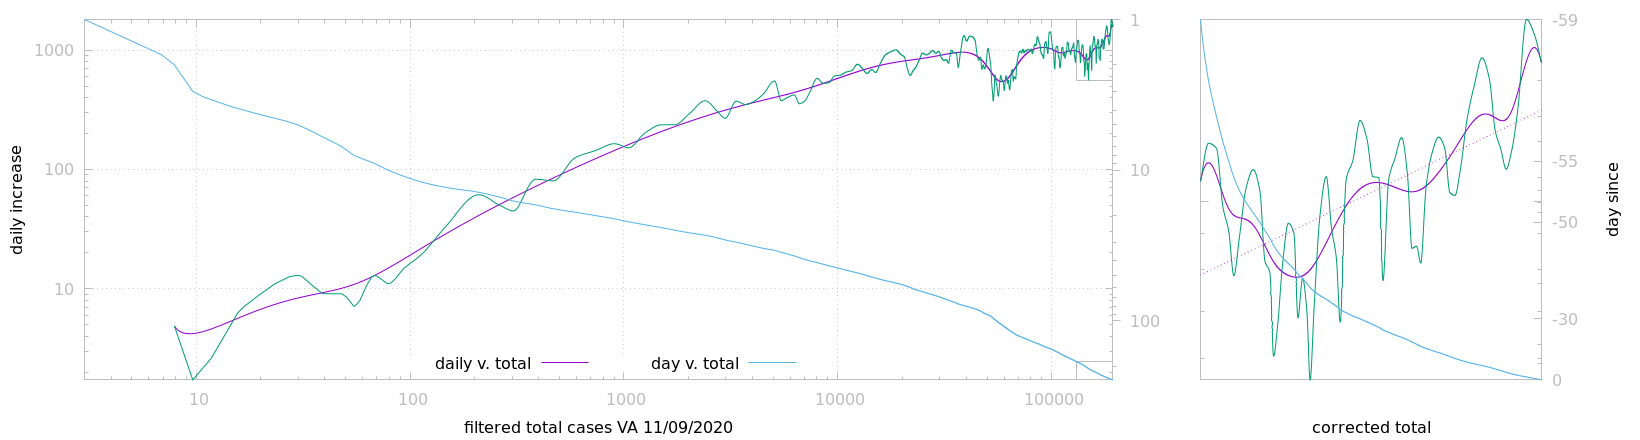 1000
100
10
daily increase
daily v. total
day v. total
10
100
1000
10000
100000
filtered total cases VA 11/09/2020
1
10
100
-59
-55
-50
-30
0
day since
corrected total